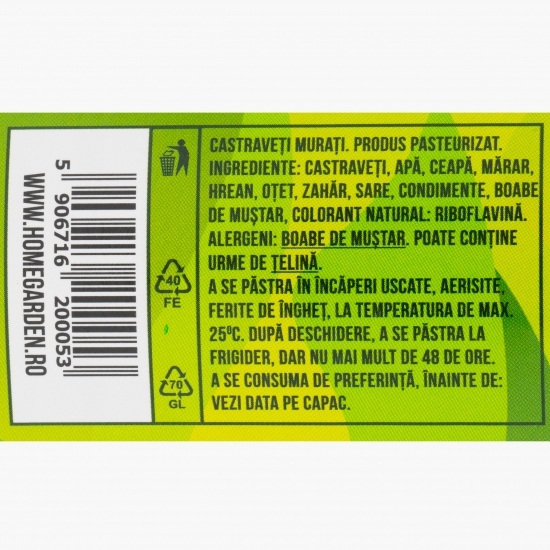 5 906716 200053
WWW.HOMEGARDEN.RO
40
FE
70
GL
CASTRAVEȚI MURAȚI. PRODUS PASTEURIZAT.
INGREDIENTE: CASTRAVEȚI, APĂ, CEAPĂ, MĂRAR,
HREAN, OȚET, ZAHĂR, SARE, CONDIMENTE, BOABE
DE MUȘTAR, COLORANT NATURAL: RIBOFLAVINĂ.
ALERGENI: BOABE DE MUȘTAR. POATE CONȚINE
URME DE ȚELINĂ.
A SE PĂSTRA ÎN ÎNCĂPERI USCATE, AERISITE,
FERITE DE ÎNGHEȚ, LA TEMPERATURA DE MAX.
25ºC. DUPĂ DESCHIDERE, A SE PĂSTRA LA
FRIGIDER, DAR NU MAI MULT DE 48 DE ORE.
A SE CONSUMA DE PREFERINȚĂ, ÎNAINTE DE:
VEZI DATA PE CAPAC.